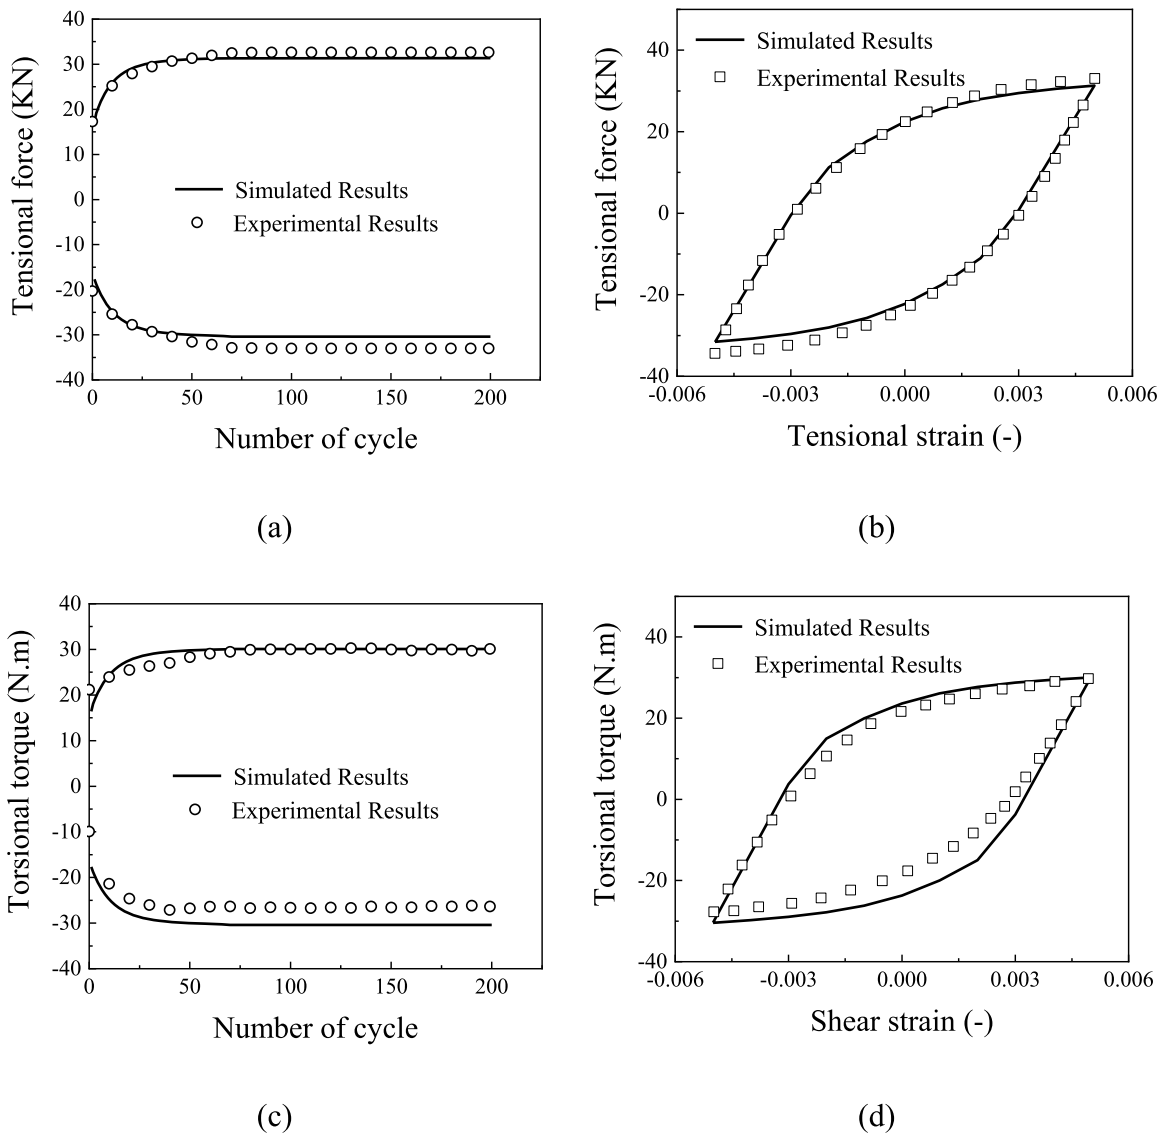 40
30
20
10
0
-10
-20
-30
-40
Tensional force (KN)
Simulated Results
Experimental Results
0 50 100 150 200
Number of cycle
(a)
40
20
0
-20
-40
Tensional force (KN)
Simulated Results
Experimental Results
-0.006 -0.003 0.000 0.003 0.006
Tensional strain (-)
(b)
40
30
20
10
0
-10
-20
-30
-40
Torsional torque (N.m)
Simulated Results
Experimental Results
0 50 100 150 200
Number of cycle
(c)
40
20
0
-20
-40
Torsional torque (N.m)
Simulated Results
Experimental Results
-0.006 -0.003 0.000 0.003 0.006
Shear strain (-)
(d)